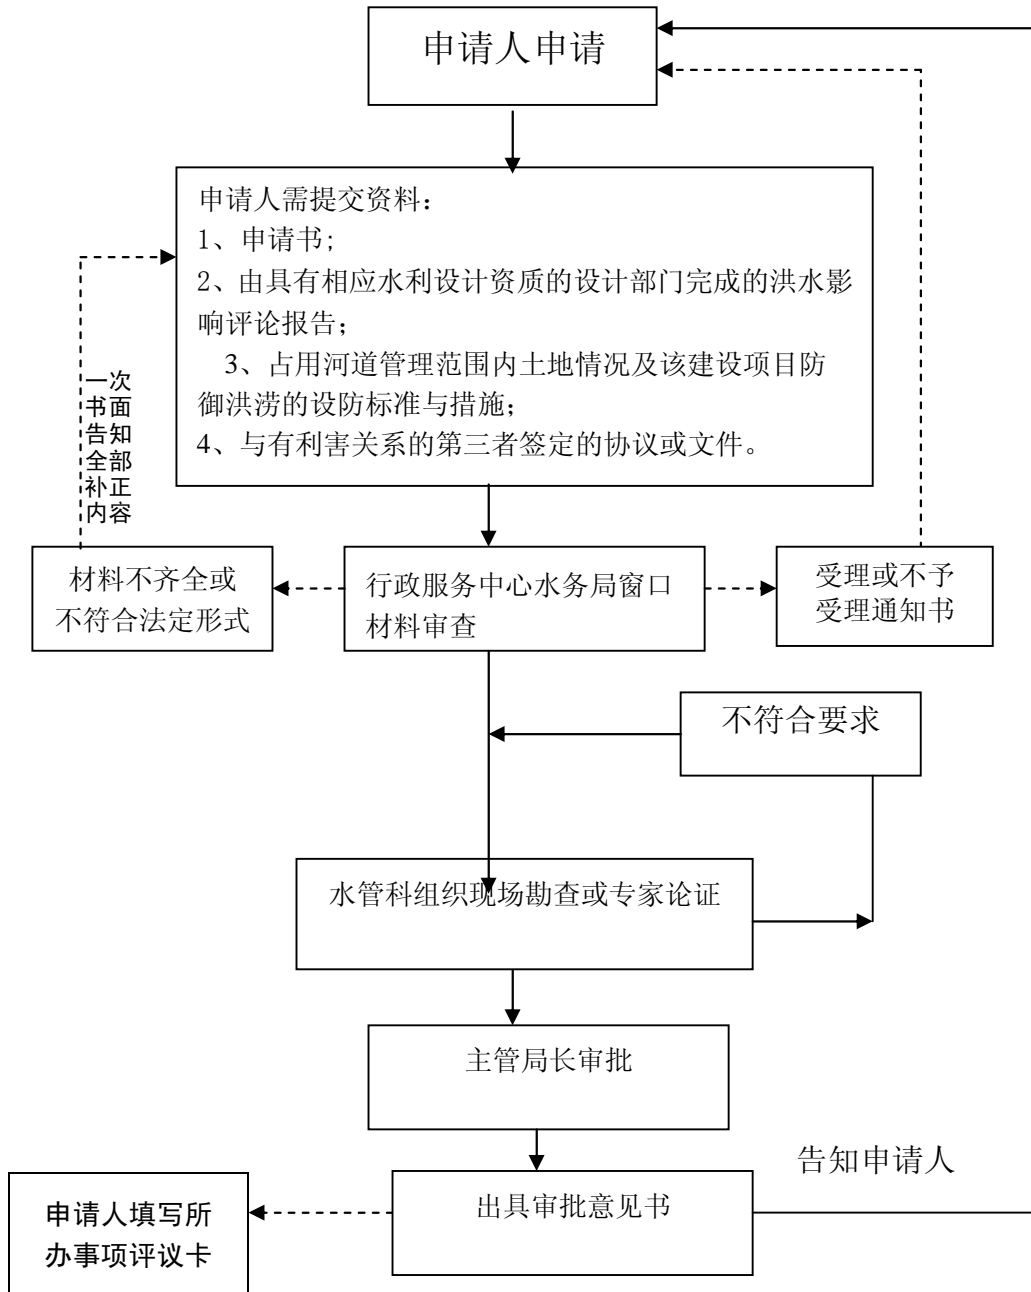 申请人申请
申请人需提交资料：
1、申请书;
2、由具有相应水利设计资质的设计部门完成的洪水影
响评论报告；
3、占用河道管理范围内土地情况及该建设项目防
御洪涝的设防标准与措施；
4、与有利害关系的第三者签定的协议或文件。
一次
书面
告知
全部
补正
内容
材料不齐全或
不符合法定形式
行政服务中心水务局窗口
材料审查
受理或不予
受理通知书
不符合要求
水管科组织现场勘查或专家论证
主管局长审批
告知申请人
出具审批意见书
申请人填写所
办事项评议卡